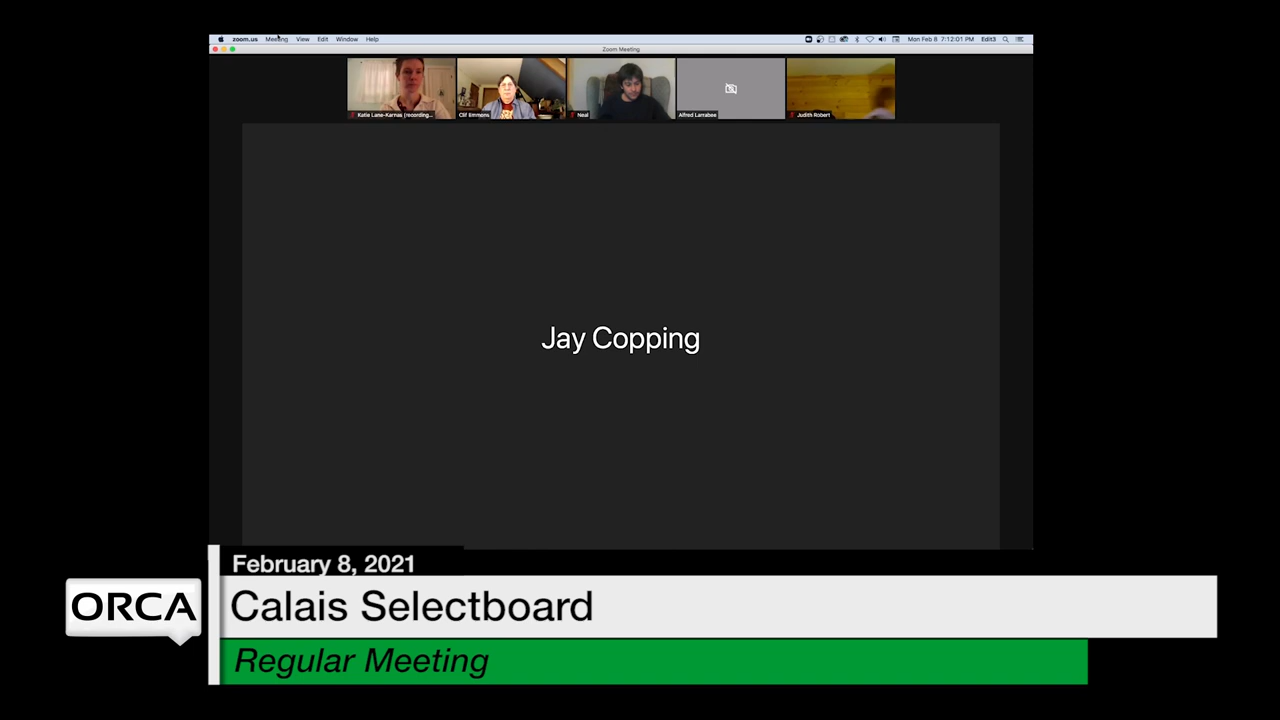 zoom.us Meeting View Edit Window Help Mon Feb 8 7:12:01 PM Edit3
Zoom Meeting
Katie Lane-Karnas (recording...
Clif Emmons
Neal
Alfred Larrabee
Judith Robert
Jay Copping
February 8, 2021
ORCA
Calais Selectboard
Regular Meeting